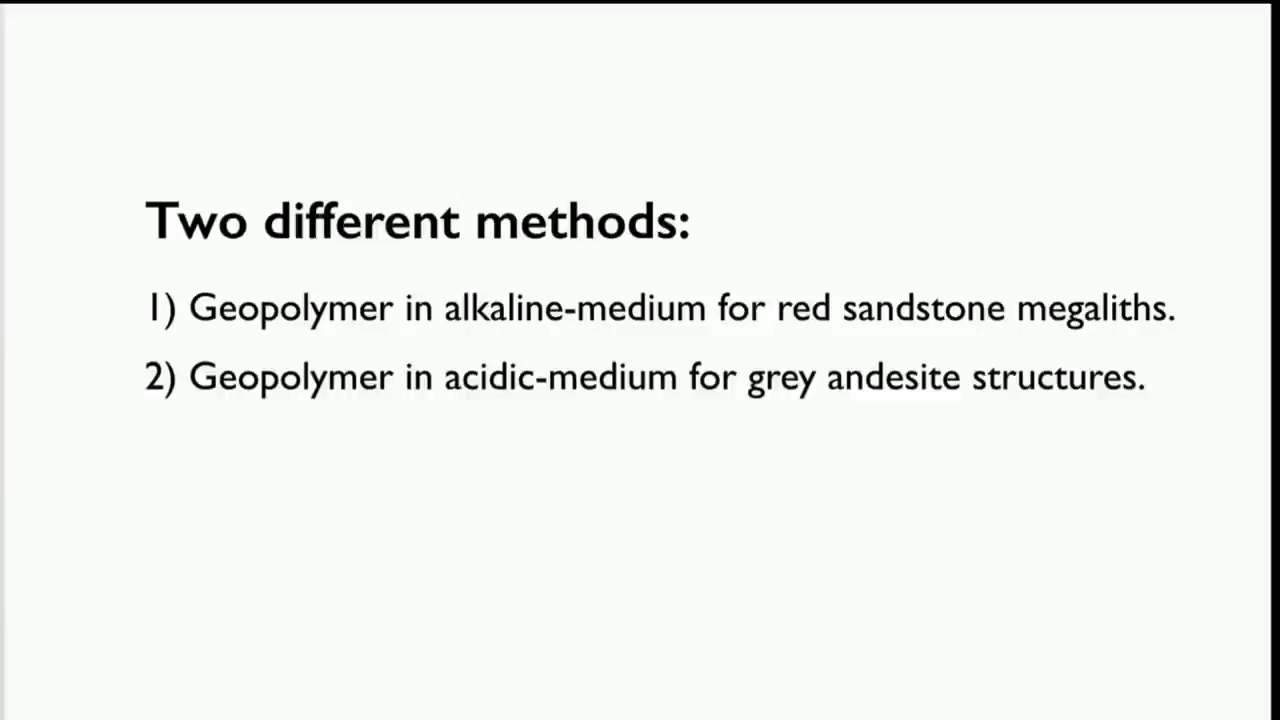 Two different methods:
1) Geopolymer in alkaline-medium for red sandstone megaliths.
2) Geopolymer in acidic-medium for grey andesite structures.